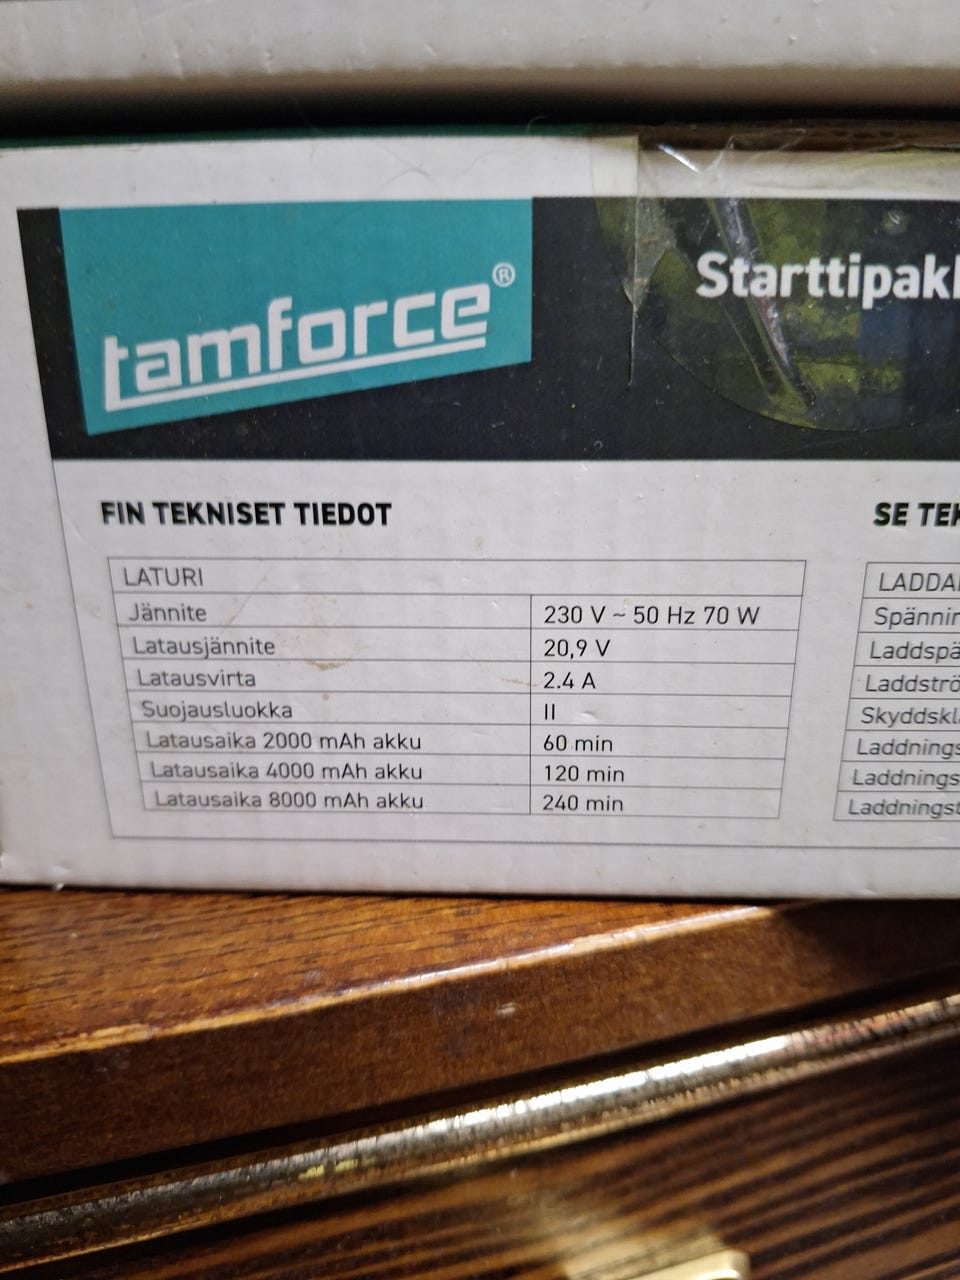 tamforce®
FIN TEKNISET TIEDOT
LATURI
Jännite 230 V ~ 50 Hz 70 W
Latausjännite 20,9 V
Latausvirta 2.4 A
Suojausluokka II
Latausaika 2000 mAh akku 60 min
Latausaika 4000 mAh akku 120 min
Latausaika 8000 mAh akku 240 min
SE